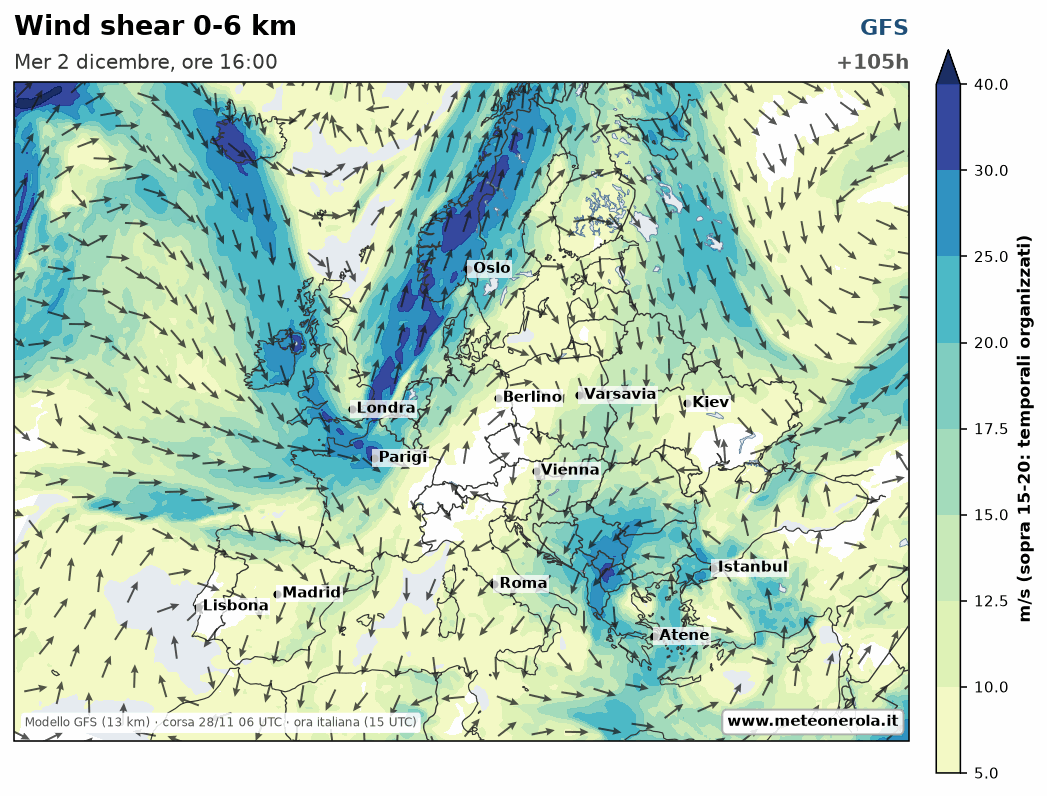 Wind shear 0-6 km
GFS
Mer 2 dicembre, ore 16:00
+105h
40.0
30.0
25.0
20.0
17.5
15.0
12.5
10.0
5.0
m/s (sopra 15-20: temporali organizzati)
Oslo
Berlino
Varsavia
Kiev
Londra
Parigi
Vienna
Istanbul
Roma
Madrid
Lisbona
Atene
Modello GFS (13 km) · corsa 28/11 06 UTC · ora italiana (15 UTC)
www.meteonerola.it